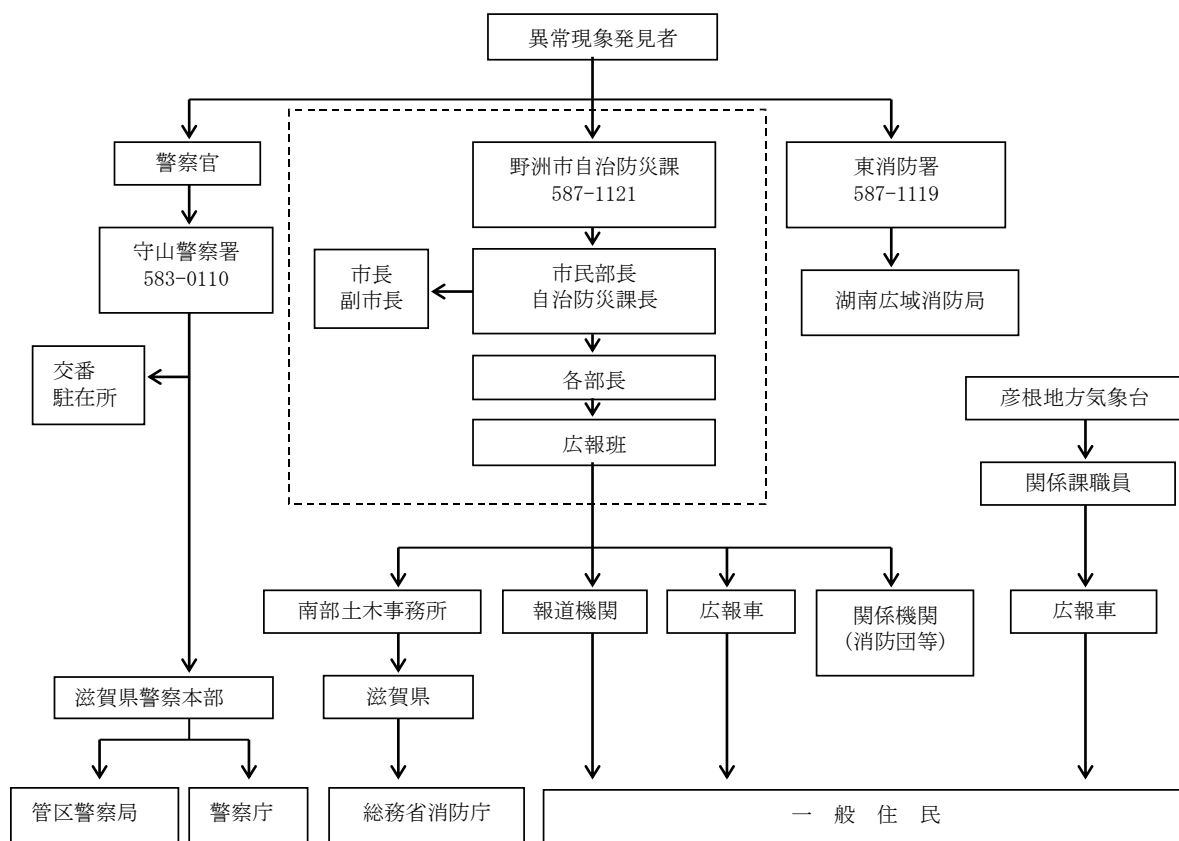 異常現象発見者
警察官
野洲市自治防災課
587-1121
東消防署
587-1119
守山警察署
583-0110
市長
副市長
市民部長
自治防災課長
湖南広域消防局
交番
駐在所
各部長
彦根地方気象台
広報班
関係課職員
南部土木事務所
報道機関
広報車
関係機関
(消防団等)
広報車
滋賀県警察本部
滋賀県
管区警察局
警察庁
総務省消防庁
一 般 住 民